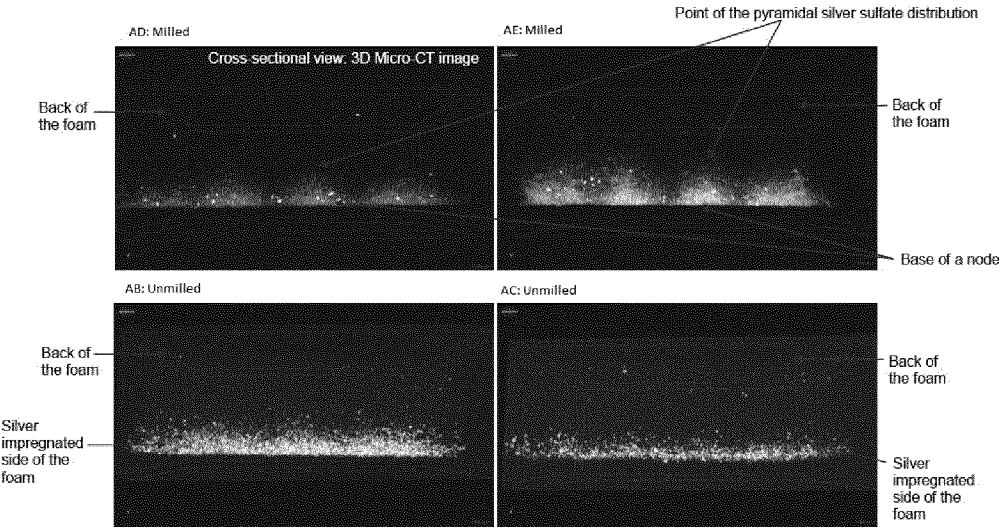 Point of the pyramidal silver sulfate distribution
AD: Milled
AE: Milled
Cross-sectional view: 3D Micro-CT image
Back of
the foam
Back of
the foam
Base of a node
AB: Unmilled
AC: Unmilled
Back of
the foam
Back of
the foam
Silver
impregnated
side of the
foam
Silver
impregnated
side of the
foam